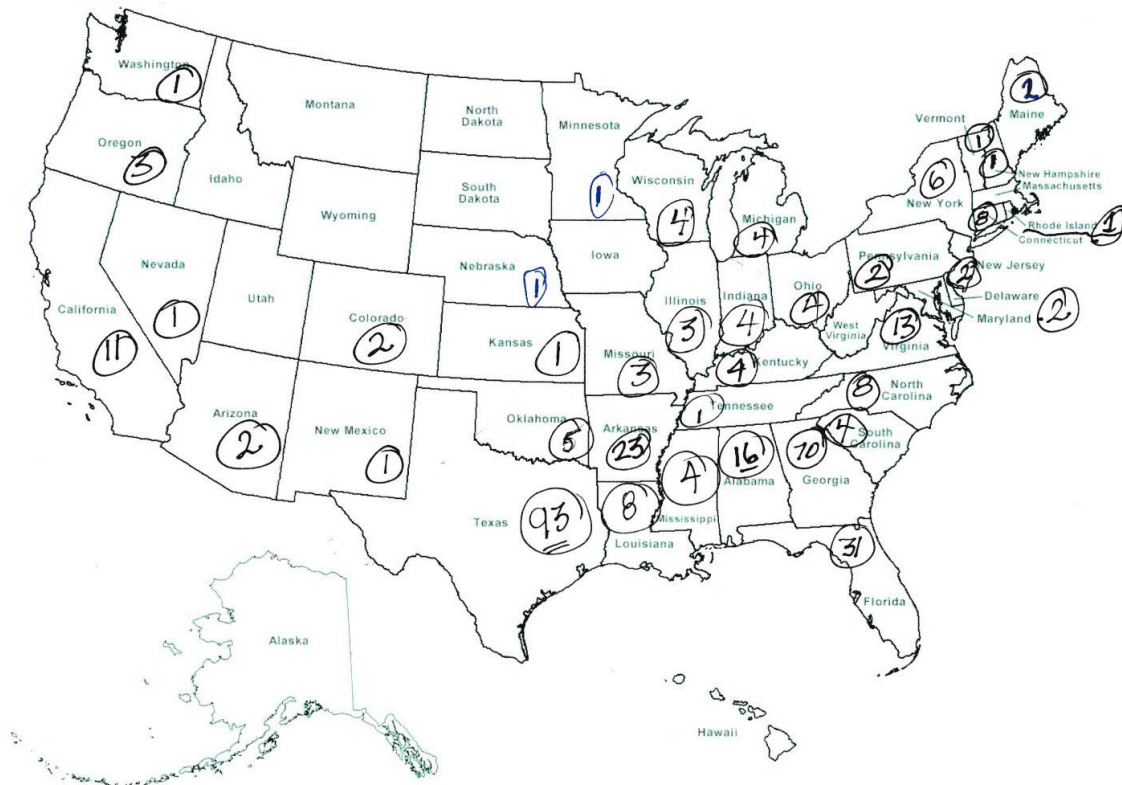 Washington
1
Oregon
3
Idaho
Montana
Wyoming
North
Dakota
South
Dakota
Nebraska
1
Minnesota
1
Wisconsin
4
Michigan
4
Iowa
Nevada
1
Utah
California
11
Colorado
2
Kansas
1
Missouri
3
Illinois
3
Indiana
4
Ohio
4
Kentucky
4
West
Virginia
Virginia
13
Pennsylvania
2
New York
6
Vermont
1
Maine
2
1
New Hampshire
Massachusetts
8
Rhode Island
Connecticut
1
2
New Jersey
Delaware
Maryland
2
Arizona
2
New Mexico
1
Oklahoma
5
Arkansas
23
Tennessee
1
North
Carolina
8
South
Carolina
4
Texas
93
Louisiana
8
Mississippi
4
Alabama
16
Georgia
70
Florida
31
Alaska
Hawaii